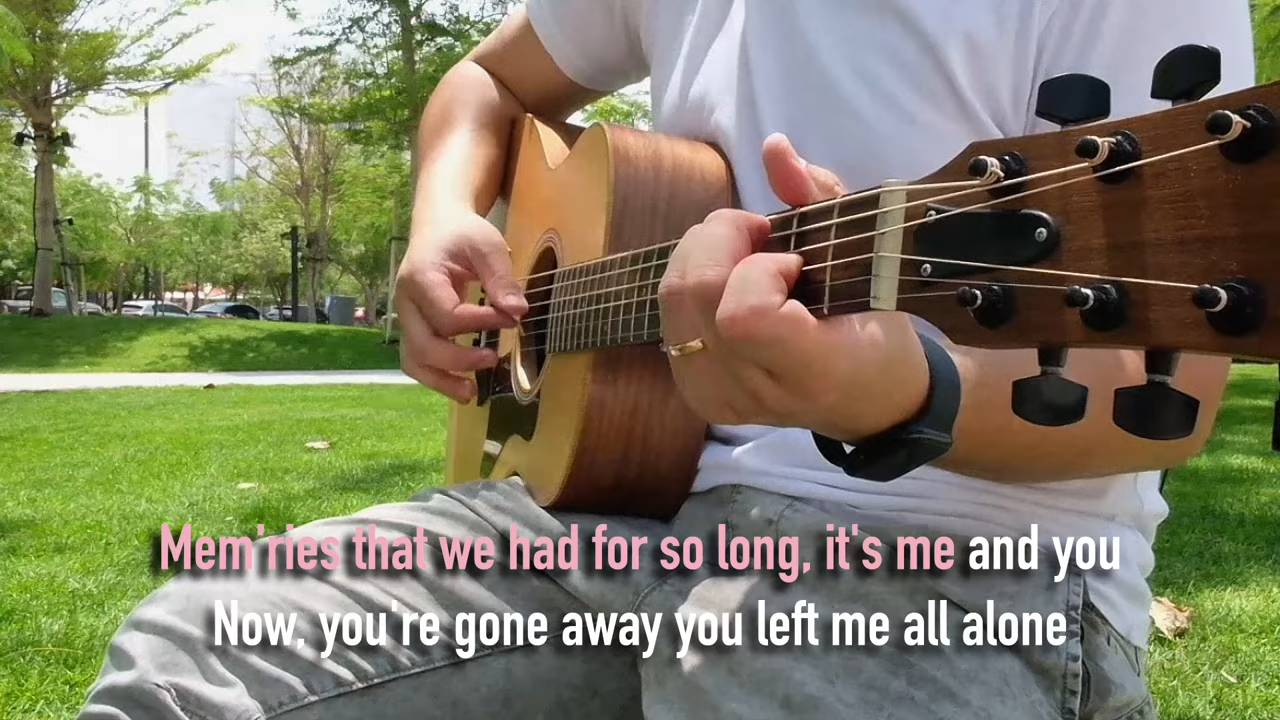 Mem'ries that we had for so long, it's me and you
Now, you're gone away you left me all alone